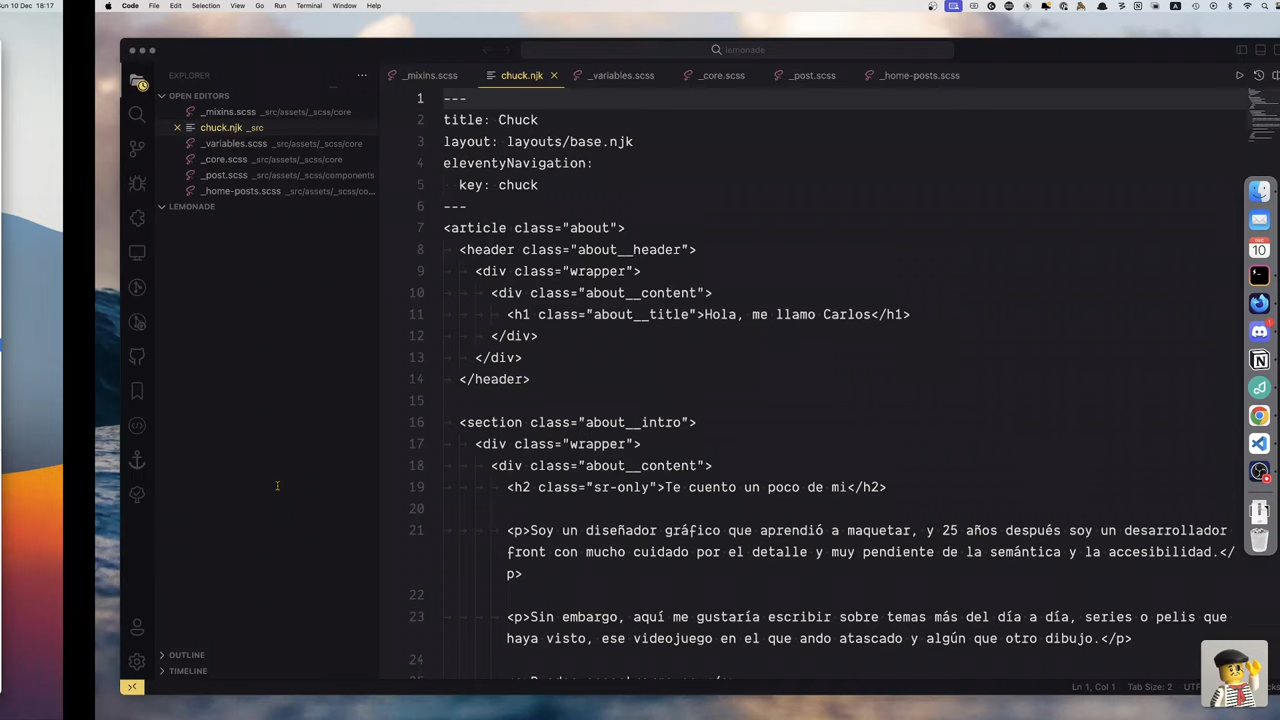 Sun 10 Dec 18:17
Code File Edit Selection View Go Run Terminal Window Help
lemonade
EXPLORER
_mixins.scss
chuck.njk
_variables.scss
_core.scss
_post.scss
_home-posts.scss
OPEN EDITORS
_mixins.scss _src/assets/_scss/core
chuck.njk _src
_variables.scss _src/assets/_scss/core
_core.scss _src/assets/_scss/core
_post.scss _src/assets/_scss/components
_home-posts.scss _src/assets/_scss/co...
LEMONADE
OUTLINE
TIMELINE
1 ---
2 title: Chuck
3 layout: layouts/base.njk
4 eleventyNavigation:
5 key: chuck
6 ---
7 <article class="about">
8 <header class="about__header">
9 <div class="wrapper">
10 <div class="about__content">
11 <h1 class="about__title">Hola, me llamo Carlos</h1>
12 </div>
13 </div>
14 </header>
15
16 <section class="about__intro">
17 <div class="wrapper">
18 <div class="about__content">
19 <h2 class="sr-only">Te cuento un poco de mi</h2>
20
21 <p>Soy un diseñador gráfico que aprendió a maquetar, y 25 años después soy un desarrollador
front con mucho cuidado por el detalle y muy pendiente de la semántica y la accesibilidad.</
p>
22
23 <p>Sin embargo, aquí me gustaría escribir sobre temas más del día a día, series o pelis que
haya visto, ese videojuego en el que ando atascado y algún que otro dibujo.</p>
24
DEC
10
Ln 1, Col 1 Tab Size: 2 UTF